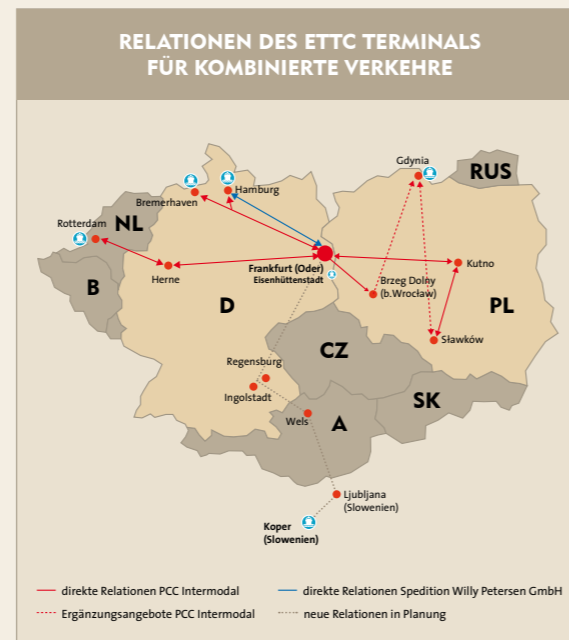 RELATIONEN DES ETTC TERMINALS
FÜR KOMBINIERTE VERKEHRE
Gdynia
RUS
Hamburg
Bremerhaven
Rotterdam
NL
Frankfurt (Oder)
Eisenhüttenstadt
Kutno
Herne
B
D
Brzeg Dolny
(b.Wrocław)
PL
Sławków
CZ
Regensburg
Ingolstadt
SK
Wels
A
Ljubljana
(Slowenien)
Koper
(Slowenien)
direkte Relationen PCC Intermodal
direkte Relationen Spedition Willy Petersen GmbH
Ergänzungsangebote PCC Intermodal
neue Relationen in Planung